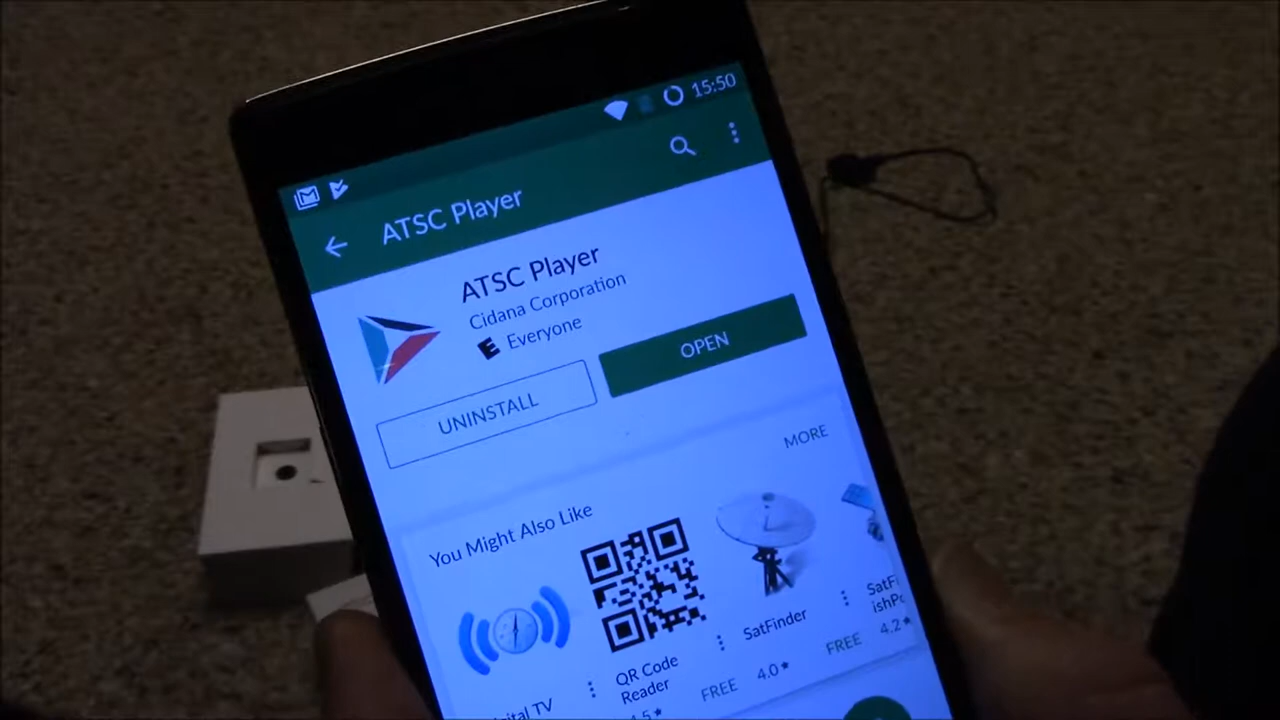 15:50
ATSC Player
ATSC Player
Cidana Corporation
E Everyone
UNINSTALL
OPEN
MORE
You Might Also Like
TV
QR Code
Reader
SatFinder
FREE
4.0★
FREE
4.2★